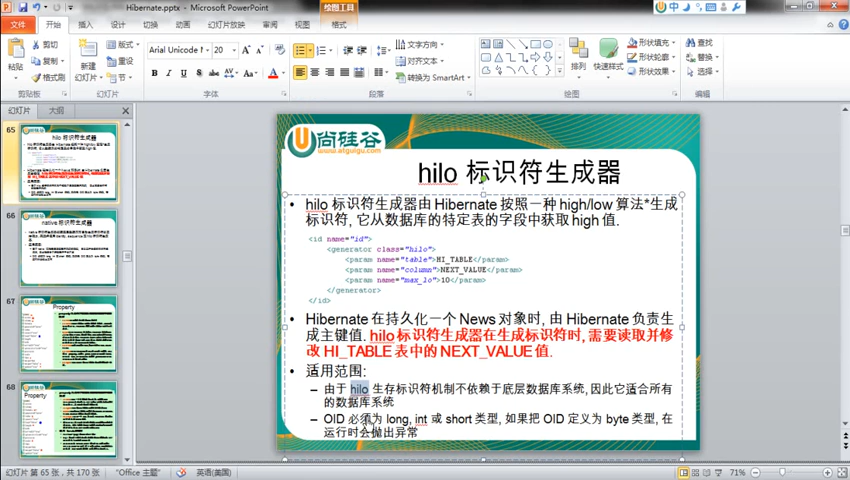 Hibernate.pptx - Microsoft PowerPoint
绘图工具
文件
开始
插入
设计
切换
动画
幻灯片放映
审阅
视图
格式
粘贴
剪切
复制
格式刷
剪贴板
新建
幻灯片
版式
重设
节
幻灯片
Arial Unicode
20
字体
文字方向
对齐文本
转换为 SmartArt
段落
排列
快速样式
形状填充
形状轮廓
形状效果
绘图
查找
替换
选择
编辑
幻灯片
大纲
65
hilo 标识符生成器
66
native 标识符生成器
67
Property
68
Property
尚硅谷
www.atguigu.com
hilo 标识符生成器
• hilo 标识符生成器由 Hibernate 按照一种 high/low 算法*生成
标识符, 它从数据库的特定表的字段中获取 high 值.
<id name="id">
<generator class="hilo">
<param name="table">HI_TABLE</param>
<param name="column">NEXT_VALUE</param>
<param name="max_lo">10</param>
</generator>
</id>
• Hibernate 在持久化一个 News 对象时, 由 Hibernate 负责生
成主键值. hilo 标识符生成器在生成标识符时, 需要读取并修
改 HI_TABLE 表中的 NEXT_VALUE 值.
• 适用范围:
– 由于 hilo 生存标识符机制不依赖于底层数据库系统, 因此它适合所有
的数据库系统
– OID 必须为 long, int 或 short 类型, 如果把 OID 定义为 byte 类型, 在
运行时会抛出异常
幻灯片 第 65 张，共 170 张
"Office 主题"
英语(美国)
71%